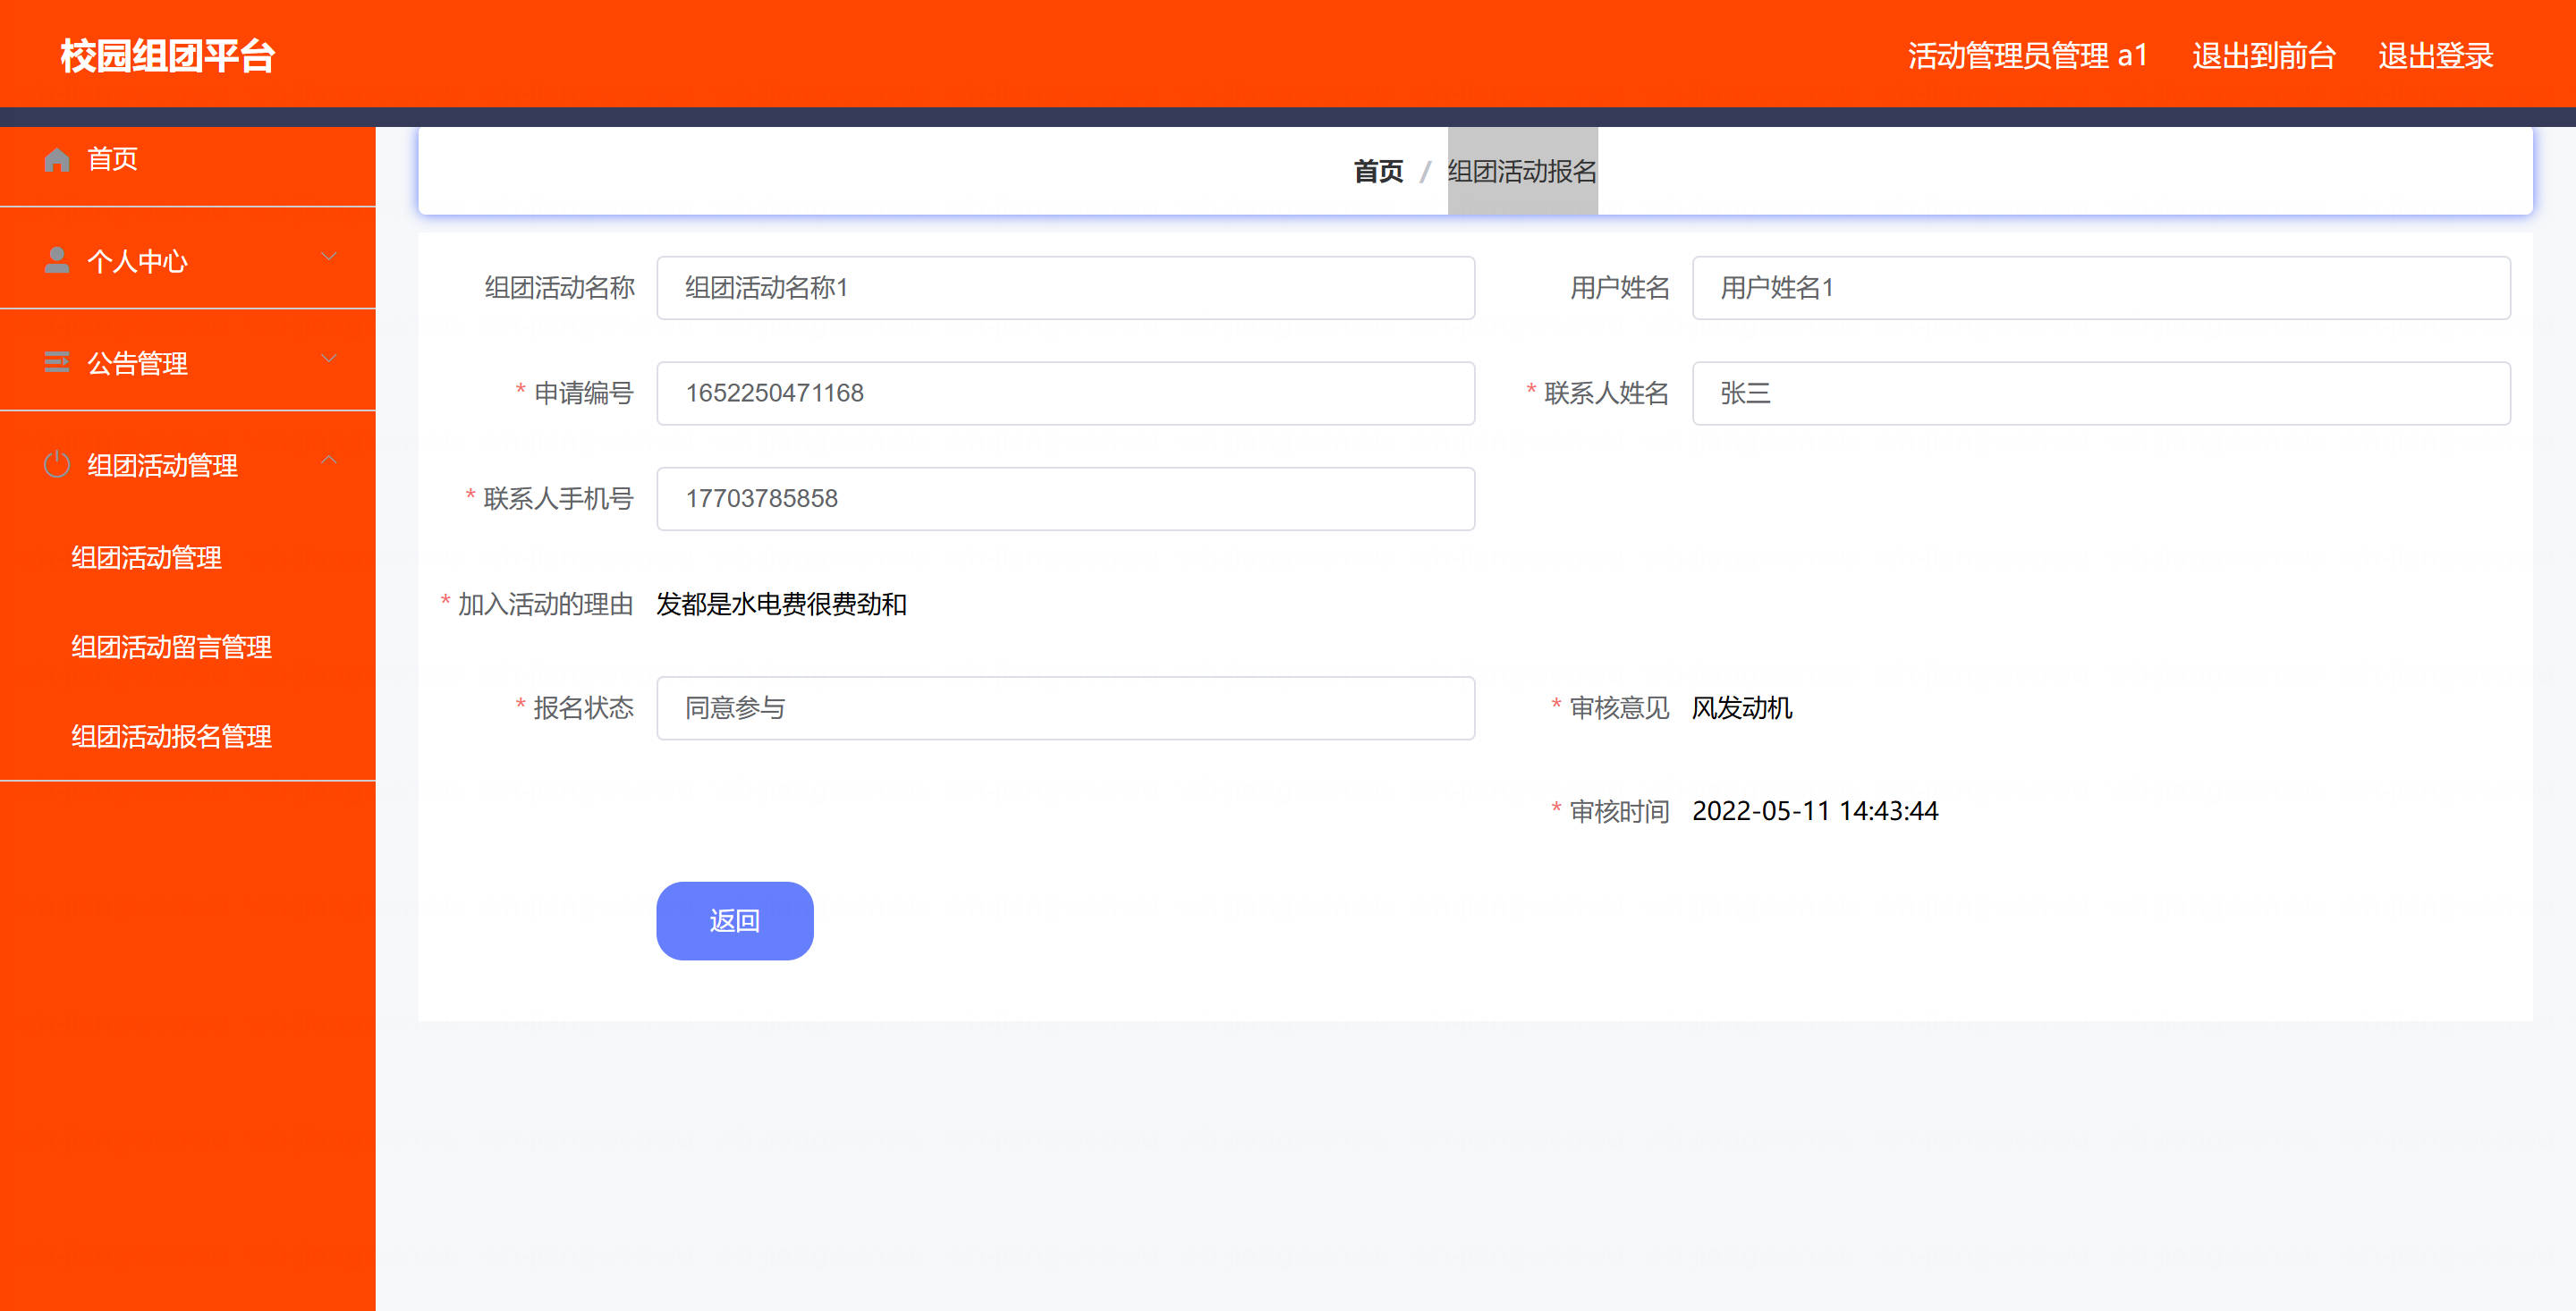 校园组团平台
活动管理员管理 a1 退出到前台 退出登录
首页
个人中心
公告管理
组团活动管理
组团活动管理
组团活动留言管理
组团活动报名管理
首页 / 组团活动报名
组团活动名称 组团活动名称1 用户姓名 用户姓名1
* 申请编号 1652250471168 * 联系人姓名 张三
* 联系人手机号 17703785858
* 加入活动的理由 发都是水电费很费劲和
* 报名状态 同意参与 * 审核意见 风发动机
* 审核时间 2022-05-11 14:43:44
返回